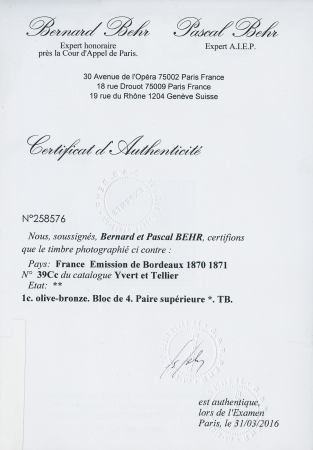 Bernard Behr Pascal Behr
Expert honoraire Expert A.I.E.P.
près la Cour d'Appel de Paris.
30 Avenue de l'Opéra 75002 Paris France
18 rue Drouot 75009 Paris France
19 rue du Rhône 1204 Genève Suisse
Certificat d'Authenticité
N°258576
Nous, soussignés, Bernard et Pascal BEHR, certifions
que le timbre photographié ci contre :
Pays: France Emission de Bordeaux 1870 1871
N° 39Cc du catalogue Yvert et Tellier
Etat: **
1c. olive-bronze. Bloc de 4. Paire supérieure *. TB.
est authentique,
lors de l'Examen
Paris, le 31/03/2016